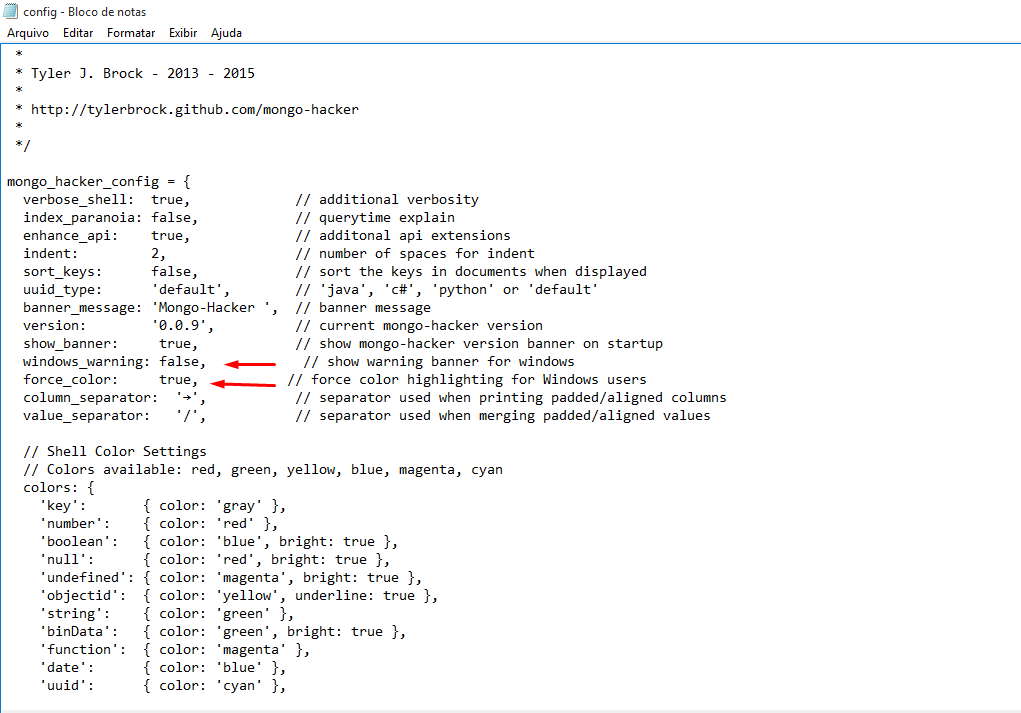 config - Bloco de notas
Arquivo Editar Formatar Exibir Ajuda
*
* Tyler J. Brock - 2013 - 2015
*
* http://tylerbrock.github.com/mongo-hacker
*
*/
mongo_hacker_config = {
  verbose_shell:  true,             // additional verbosity
  index_paranoia: false,            // querytime explain
  enhance_api:    true,             // additonal api extensions
  indent:         2,                // number of spaces for indent
  sort_keys:      false,            // sort the keys in documents when displayed
  uuid_type:      'default',        // 'java', 'c#', 'python' or 'default'
  banner_message: 'Mongo-Hacker ',  // banner message
  version:        '0.0.9',          // current mongo-hacker version
  show_banner:     true,            // show mongo-hacker version banner on startup
  windows_warning: false,            // show warning banner for windows
  force_color:     true,           // force color highlighting for Windows users
  column_separator:  '→',           // separator used when printing padded/aligned columns
  value_separator:   '/',           // separator used when merging padded/aligned values
  // Shell Color Settings
  // Colors available: red, green, yellow, blue, magenta, cyan
  colors: {
    'key':       { color: 'gray' },
    'number':    { color: 'red' },
    'boolean':   { color: 'blue', bright: true },
    'null':      { color: 'red', bright: true },
    'undefined': { color: 'magenta', bright: true },
    'objectid':  { color: 'yellow', underline: true },
    'string':    { color: 'green' },
    'binData':   { color: 'green', bright: true },
    'function':  { color: 'magenta' },
    'date':      { color: 'blue' },
    'uuid':      { color: 'cyan' },